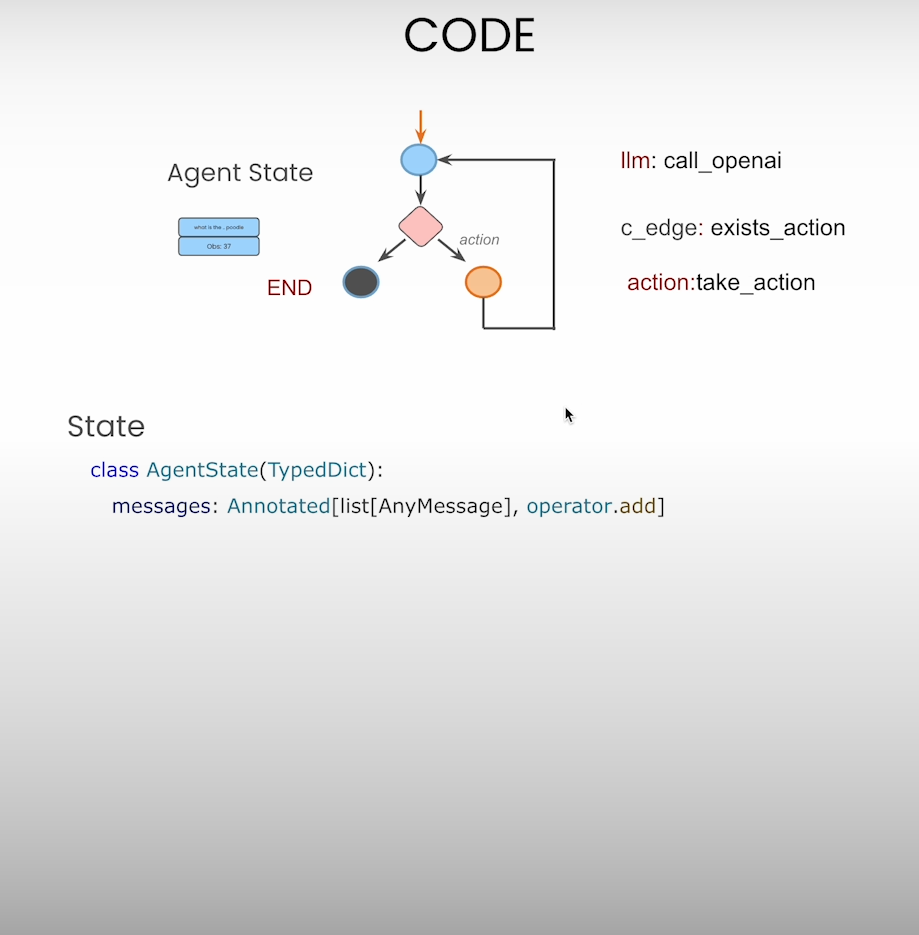 CODE
Agent State
what is the.. poodle
Obs: 37
END
action
llm: call_openai
c_edge: exists_action
action:take_action
State
class AgentState(TypedDict):
messages: Annotated[list[AnyMessage], operator.add]